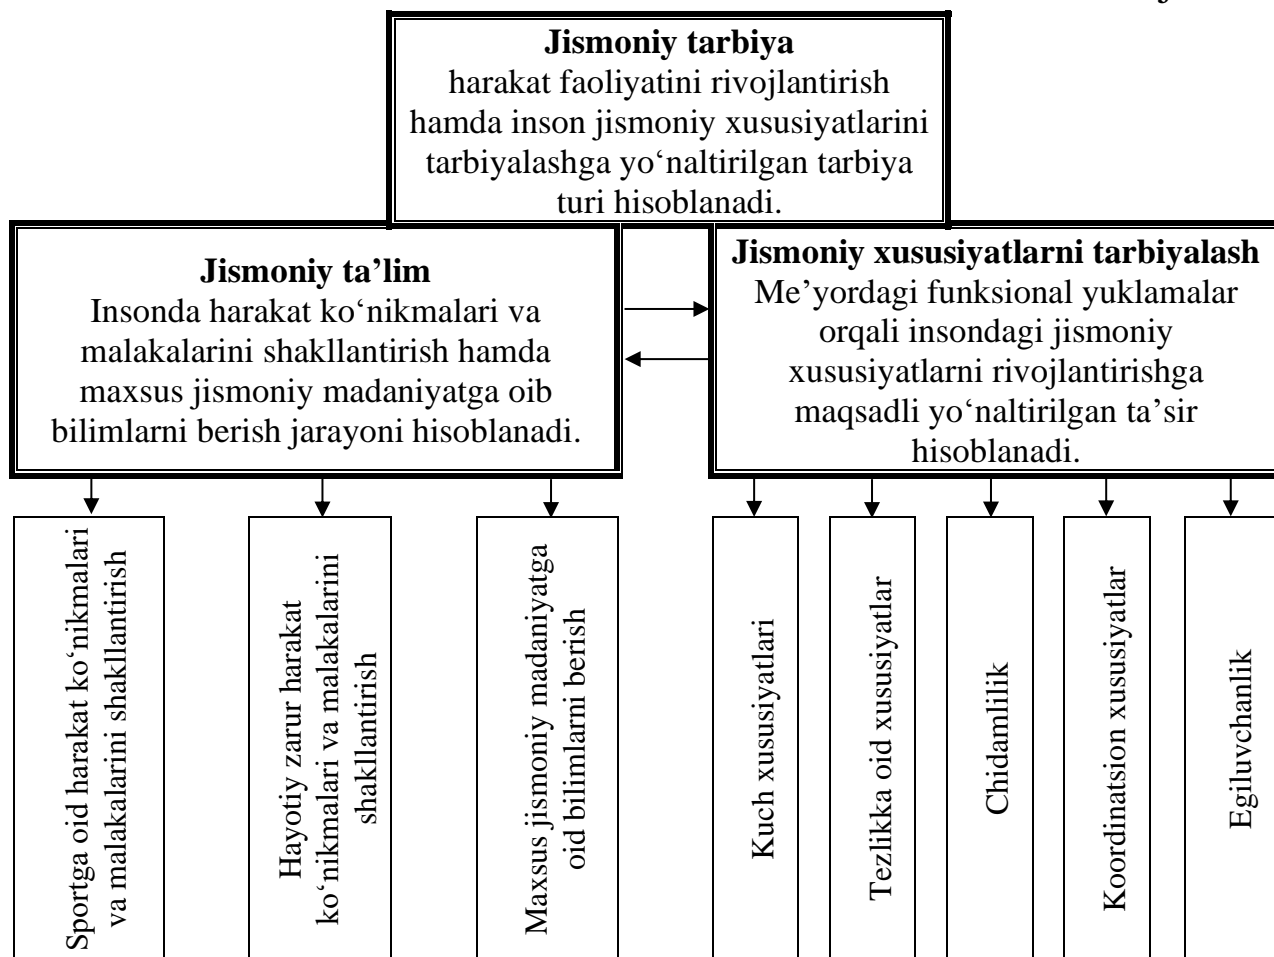 Jismoniy tarbiya
harakat faoliyatini rivojlantirish
hamda inson jismoniy xususiyatlarini
tarbiyalashga yo‘naltirilgan tarbiya
turi hisoblanadi.
Jismoniy ta’lim
Insonda harakat ko‘nikmalari va
malakalarini shakllantirish hamda
maxsus jismoniy madaniyatga oib
bilimlarni berish jarayoni hisoblanadi.
Jismoniy xususiyatlarni tarbiyalash
Me’yordagi funksional yuklamalar
orqali insondagi jismoniy
xususiyatlarni rivojlantirishga
maqsadli yo‘naltirilgan ta’sir
hisoblanadi.
Sportga oid harakat ko‘nikmalari
va malakalarini shakllantirish
Hayotiy zarur harakat
ko‘nikmalari va malakalarini
shakllantirish
Maxsus jismoniy madaniyatga
oid bilimlarni berish
Kuch xususiyatlari
Tezlikka oid xususiyatlar
Chidamlilik
Koordinatsion xususiyatlar
Egiluvchanlik